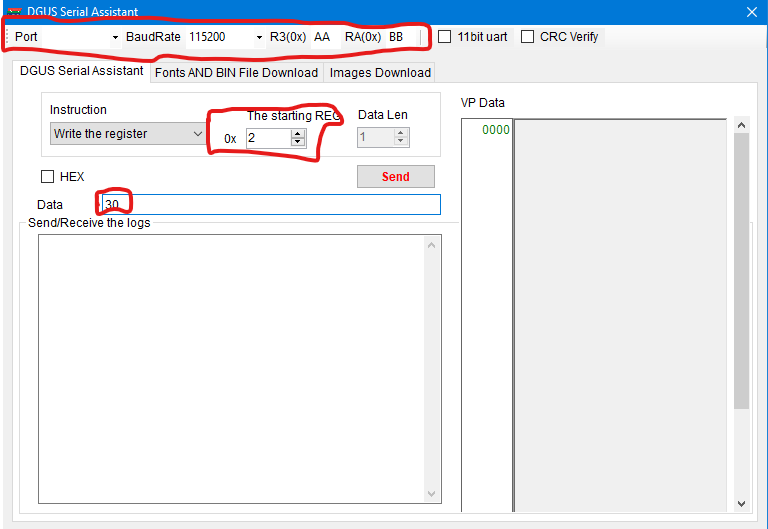 DGUS Serial Assistant
Port BaudRate 115200 R3(0x) AA RA(0x) BB 11bit uart CRC Verify
DGUS Serial Assistant Fonts AND BIN File Download Images Download
Instruction The starting REG Data Len
Write the register 0x 2 1
HEX Send
Data 30
Send/Receive the logs
VP Data
0000